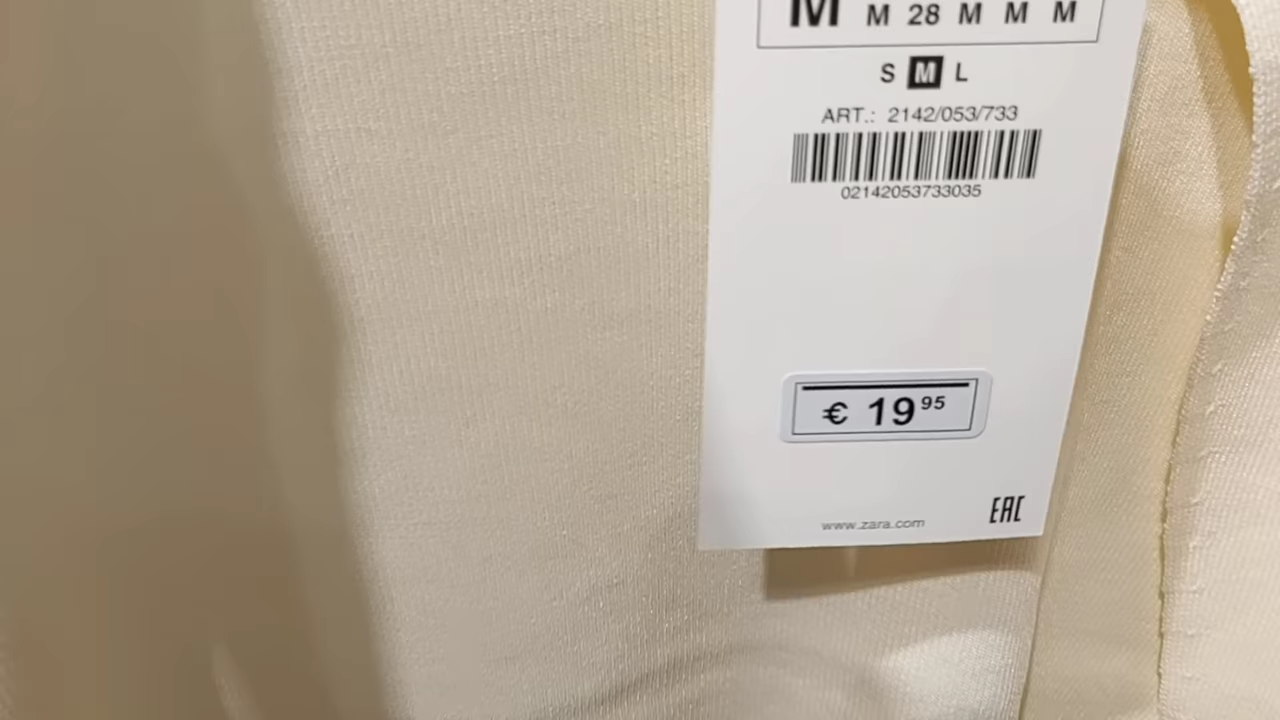 M M 28 M M M
S M L
ART.: 2142/053/733
02142053733035
€ 19 95
www.zara.com
EAC